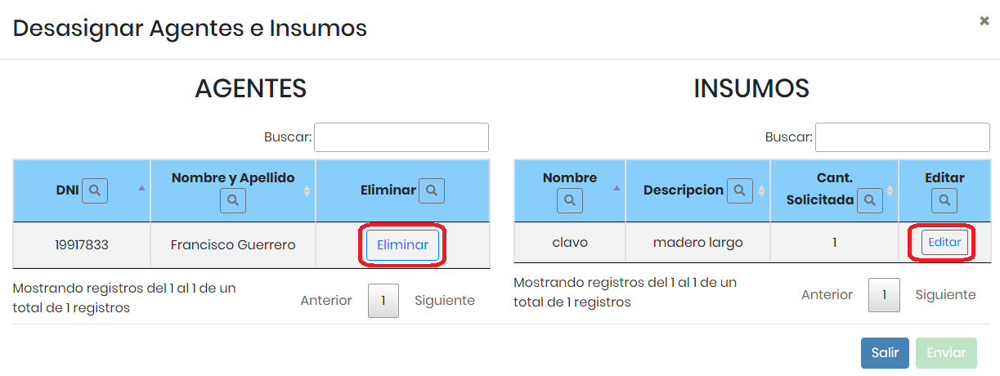 Desasignar Agentes e Insumos
×
AGENTES
Buscar:
DNI
Nombre y Apellido
Eliminar
19917833
Francisco Guerrero
Eliminar
Mostrando registros del 1 al 1 de un
total de 1 registros
Anterior
1
Siguiente
INSUMOS
Buscar:
Nombre
Descripcion
Cant.
Solicitada
Editar
clavo
madero largo
1
Editar
Mostrando registros del 1 al 1 de un
total de 1 registros
Anterior
1
Siguiente
Salir
Enviar